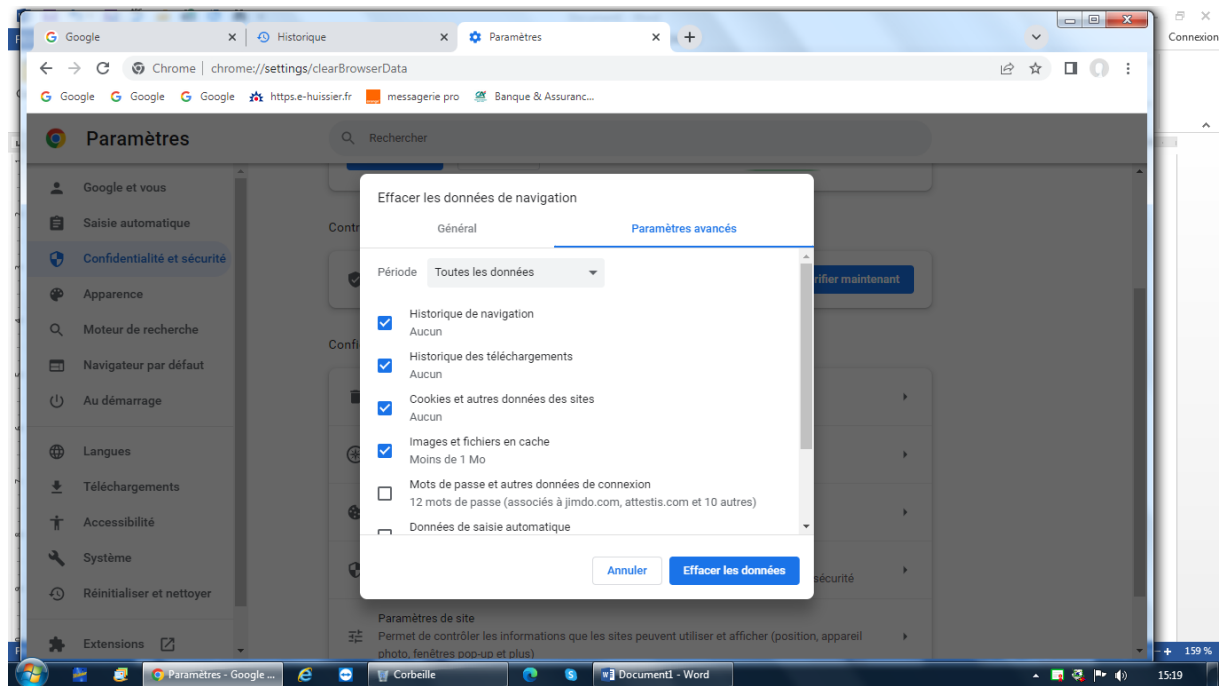 Connexion
Google
Historique
Paramètres
Chrome | chrome://settings/clearBrowserData
Google Google Google https.e-huissier.fr messagerie pro Banque & Assuranc...
Paramètres
Rechercher
Google et vous
Saisie automatique
Confidentialité et sécurité
Apparence
Moteur de recherche
Navigateur par défaut
Au démarrage
Langues
Téléchargements
Accessibilité
Système
Réinitialiser et nettoyer
Extensions
Contr
rifier maintenant
Confi
Effacer les données de navigation
Général
Paramètres avancés
Période
Toutes les données
Historique de navigation
Aucun
Historique des téléchargements
Aucun
Cookies et autres données des sites
Aucun
Images et fichiers en cache
Moins de 1 Mo
Mots de passe et autres données de connexion
12 mots de passe (associés à jimdo.com, attestis.com et 10 autres)
Données de saisie automatique
Annuler
Effacer les données
sécurité
Paramètres de site
Permet de contrôler les informations que les sites peuvent utiliser et afficher (position, appareil
photo, fenêtres pop-up et plus)
159 %
Paramètres - Google ...
Corbeille
Document1 - Word
15:19